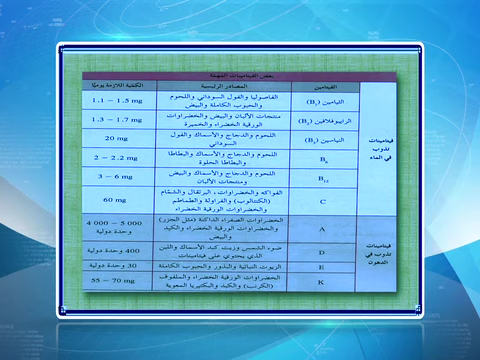 بعض الفيتامينات المهمة
الفيتامين المصادر الرئيسية الكمية اللازمة يوميًا
فيتامينات
تذوب
في الماء
الثيامين (B₁)
الفاصوليا والفول السوداني واللحوم
والحبوب الكاملة والبيض
1.1 – 1.5 mg
الرايبوفلافين (B₂)
منتجات الألبان والبيض والخضراوات
الورقية الخضراء والخميرة
1.3 – 1.7 mg
النياسين (B₃)
اللحوم والدجاج والأسماك والفول
السوداني
20 mg
B₆
اللحوم والدجاج والأسماك والبطاطا
والبطاطا الحلوة
2 – 2.2 mg
B₁₂
اللحوم والدجاج والأسماك والبيض
ومنتجات الألبان
3 – 6 mg
C
الفواكه والخضراوات، البرتقال والشمّام
(الكنتالوب) والفراولة والطماطم
والخضراوات الورقية الخضراء
60 mg
فيتامينات
تذوب في
الدهون
A
الخضراوات الصفراء الداكنة (مثل الجزر)
والخضراوات الورقية الخضراء والكبد
والبيض
4 000 – 5 000
وحدة دولية
D
ضوء الشمس وزيت كبد الأسماك واللبن
الذي يحتوي على فيتامينات
400 وحدة دولية
E
الزيوت النباتية والبذور والحبوب الكاملة
30 وحدة دولية
K
الخضراوات الورقية الخضراء والملفوف
(الكرنب) والكبد والبكتيريا المعوية
55 – 70 mg